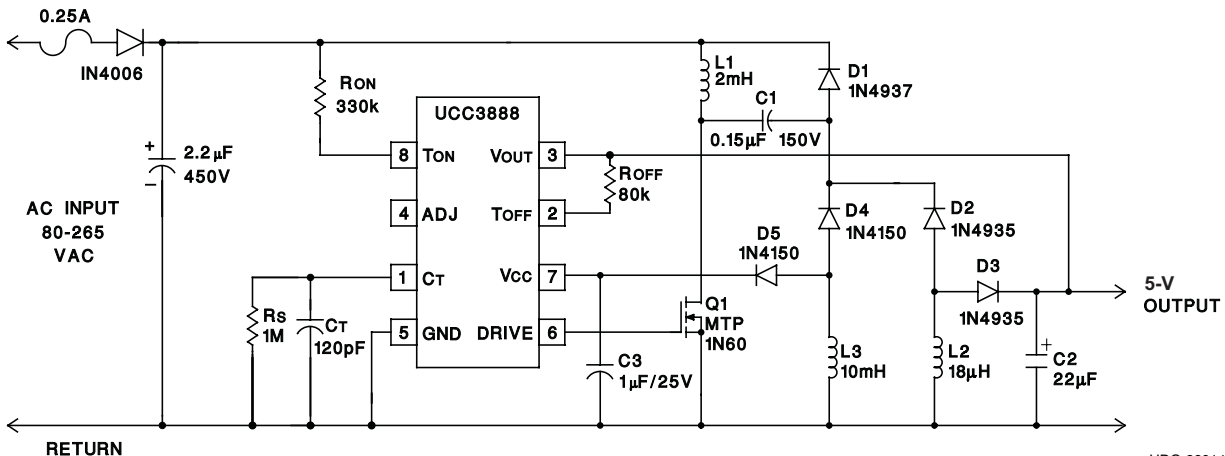 0.25A
IN4006
+
2.2µF
450V
−
AC INPUT
80-265
VAC
RON
330k
UCC3888
8 TON
VOUT 3
4 ADJ
TOFF 2
1 CT
VCC 7
5 GND
DRIVE 6
ROFF
80k
RS
1M
CT
120pF
L1
2mH
C1
0.15µF 150V
D1
1N4937
D4
1N4150
D2
1N4935
D5
1N4150
D3
1N4935
Q1
MTP
1N60
C3
1µF/25V
L3
10mH
L2
18µH
+
C2
22µF
5-V
OUTPUT
RETURN